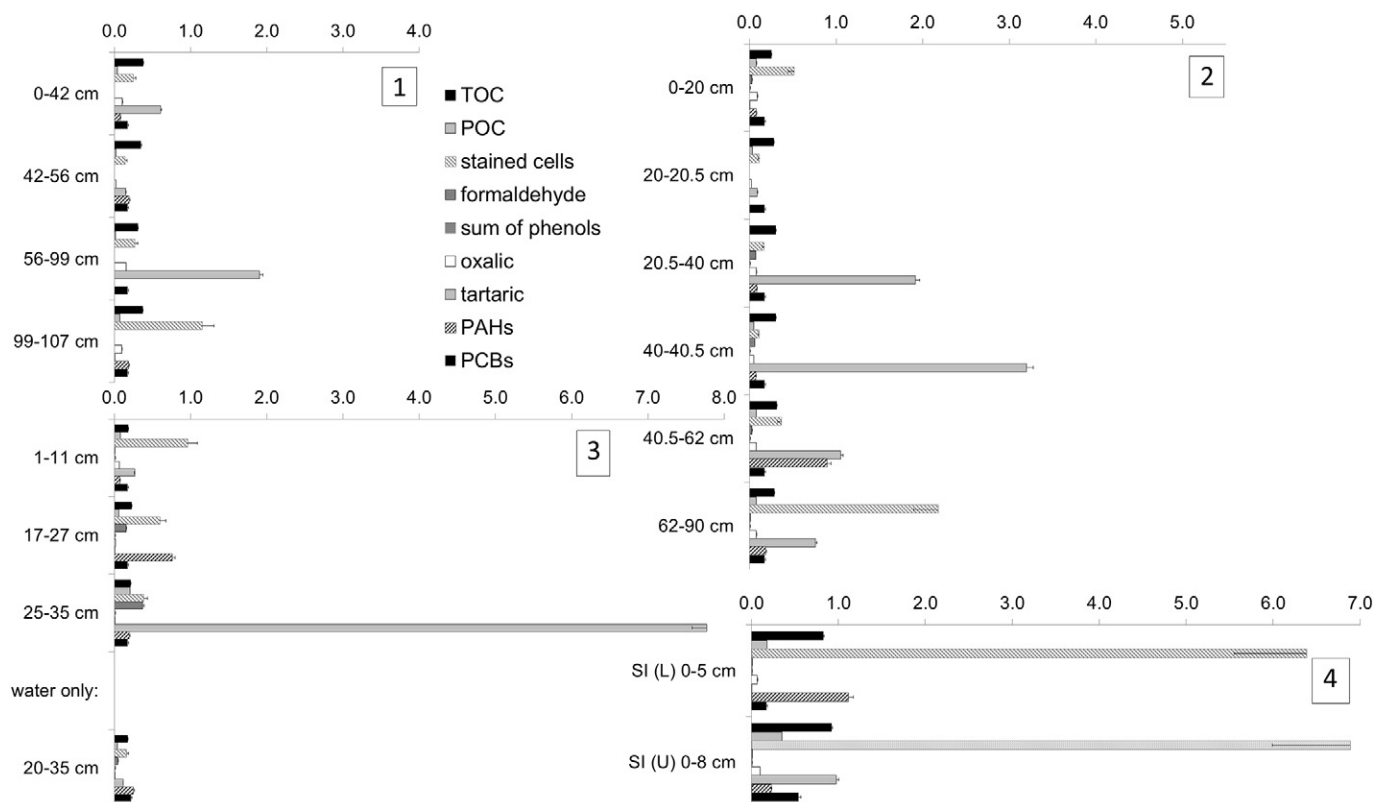 0.0 1.0 2.0 3.0 4.0
1
0-42 cm
42-56 cm
56-99 cm
99-107 cm
TOC
POC
stained cells
formaldehyde
sum of phenols
oxalic
tartaric
PAHs
PCBs
0.0 1.0 2.0 3.0 4.0 5.0
2
0-20 cm
20-20.5 cm
20.5-40 cm
40-40.5 cm
40.5-62 cm
62-90 cm
0.0 1.0 2.0 3.0 4.0 5.0 6.0 7.0 8.0
3
1-11 cm
17-27 cm
25-35 cm
water only:
20-35 cm
0.0 1.0 2.0 3.0 4.0 5.0 6.0 7.0
4
SI (L) 0-5 cm
SI (U) 0-8 cm